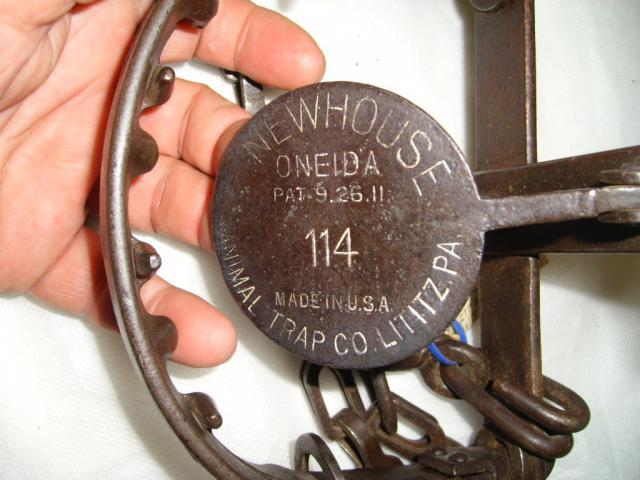 NEWHOUSE
ONEIDA
PAT. 9.26.11
114
MADE IN U.S.A.
ANIMAL TRAP CO. LITITZ. PA.